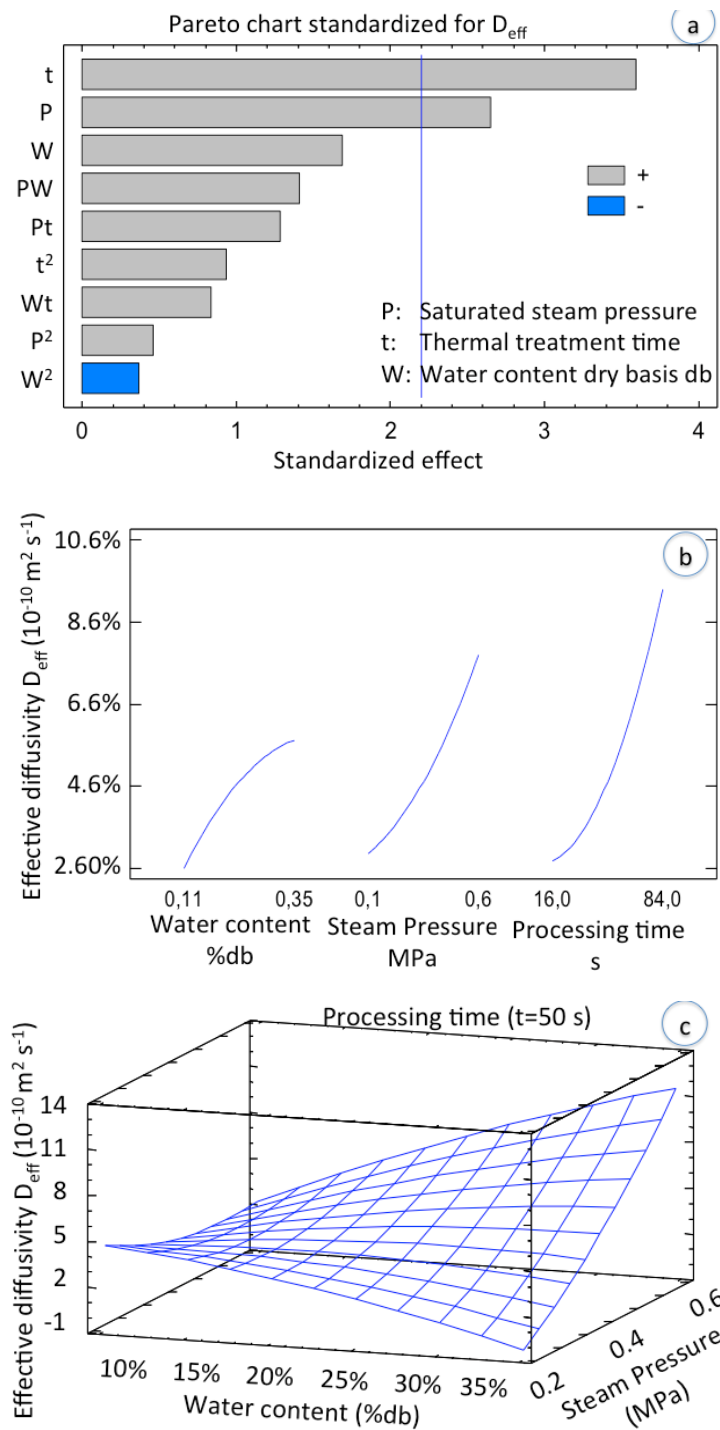 Pareto chart standardized for D_eff
a
t
P
W
PW
Pt
t²
Wt
P²
W²
+
-
P: Saturated steam pressure
t: Thermal treatment time
W: Water content dry basis db
0 1 2 3 4
Standardized effect
b
Effective diffusivity D_eff (10⁻¹⁰ m² s⁻¹)
10.6%
8.6%
6.6%
4.6%
2.60%
0,11 0,35 0,1 0,6 16,0 84,0
Water content Steam Pressure Processing time
%db MPa s
Processing time (t=50 s)
c
Effective diffusivity D_eff (10⁻¹⁰ m² s⁻¹)
14
11
8
5
2
-1
10% 15% 20% 25% 30% 35%
Water content (%db)
0.2 0.4 0.6
Steam Pressure
(MPa)